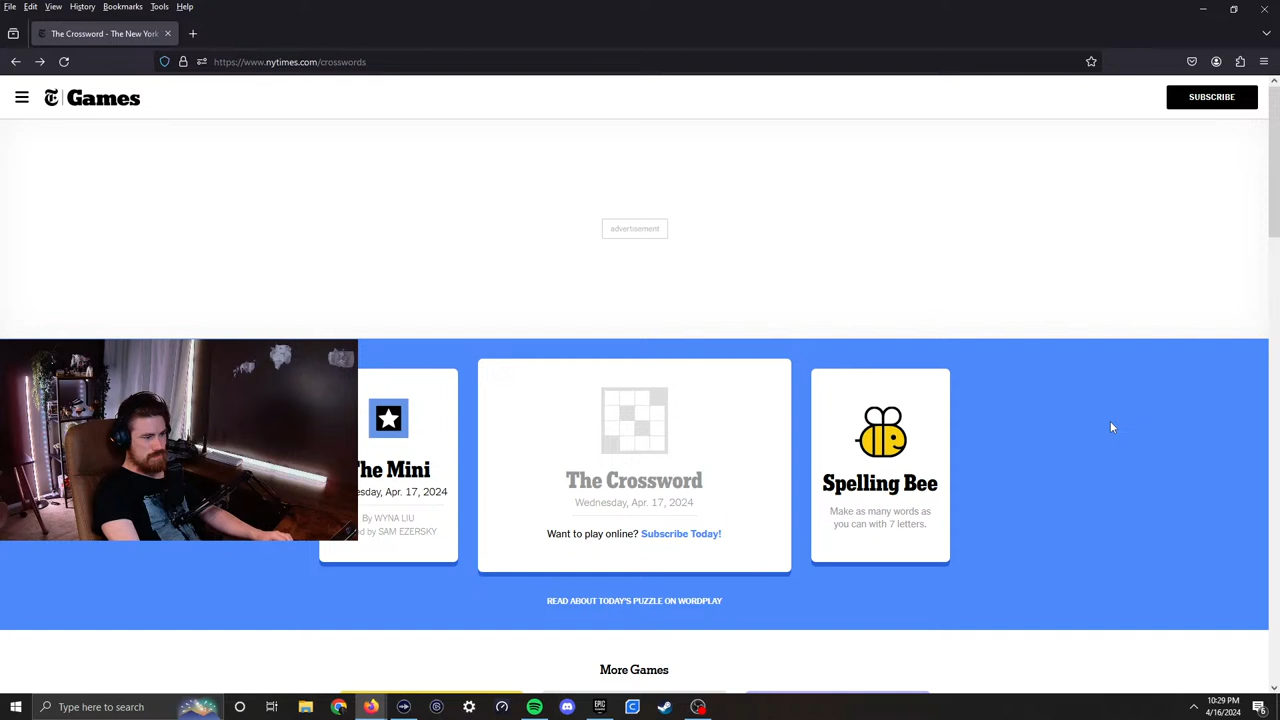 File Edit View History Bookmarks Tools Help
The Crossword - The New York
https://www.nytimes.com/crosswords
Games
SUBSCRIBE
advertisement
The Mini
esday, Apr. 17, 2024
By WYNA LIU
nd by SAM EZERSKY
The Crossword
Wednesday, Apr. 17, 2024
Want to play online? Subscribe Today!
Spelling Bee
Make as many words as
you can with 7 letters.
READ ABOUT TODAY'S PUZZLE ON WORDPLAY
More Games
Type here to search
10:29 PM
4/16/2024
6